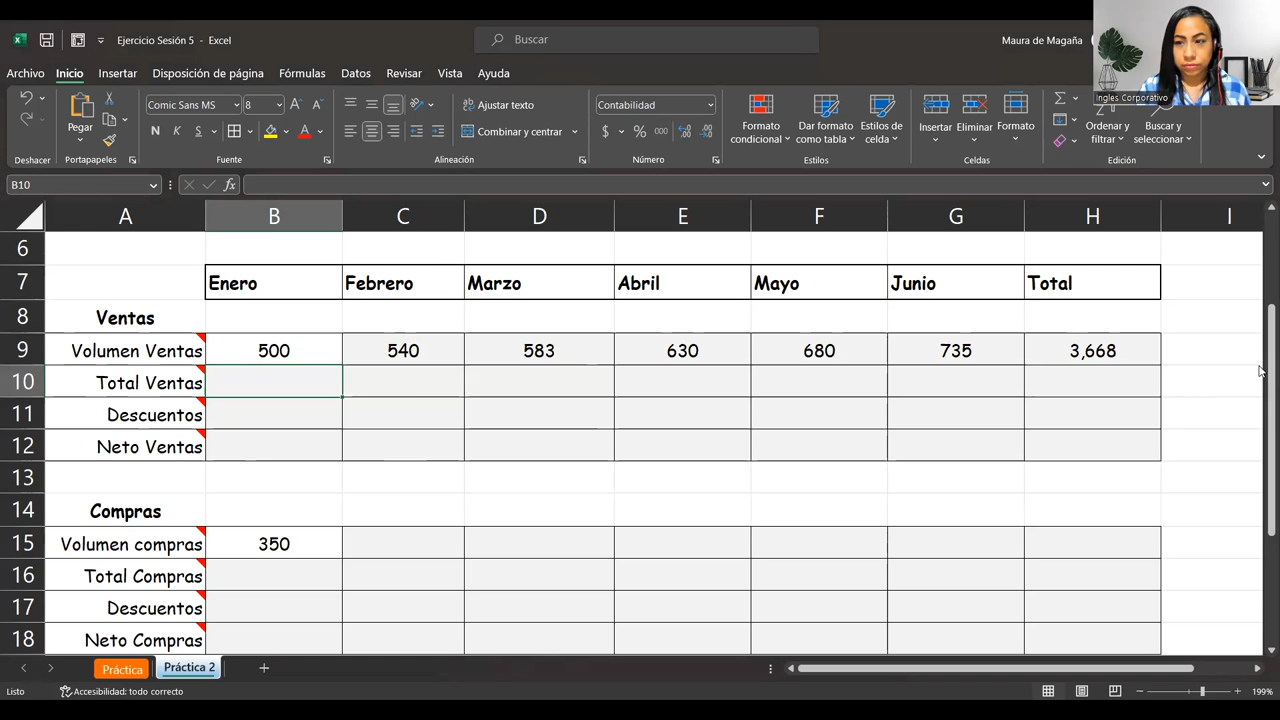 Ejercicio Sesión 5 - Excel
Buscar
Maura de Magaña
Ingles Corporativo
Archivo Inicio Insertar Disposición de página Fórmulas Datos Revisar Vista Ayuda
Comic Sans MS 8 Ajustar texto Contabilidad
Pegar N K S Combinar y centrar $ % 000
Formato condicional
Dar formato como tabla
Estilos de celda
Insertar Eliminar Formato
Ordenar y filtrar
Buscar y seleccionar
Deshacer Portapapeles Fuente Alineación Número Estilos Celdas Edición
B10 fx
A B C D E F G H I
6
7 Enero Febrero Marzo Abril Mayo Junio Total
8 Ventas
9 Volumen Ventas 500 540 583 630 680 735 3,668
10 Total Ventas
11 Descuentos
12 Neto Ventas
13
14 Compras
15 Volumen compras 350
16 Total Compras
17 Descuentos
18 Neto Compras
Práctica Práctica 2
Listo Accesibilidad: todo correcto 199%